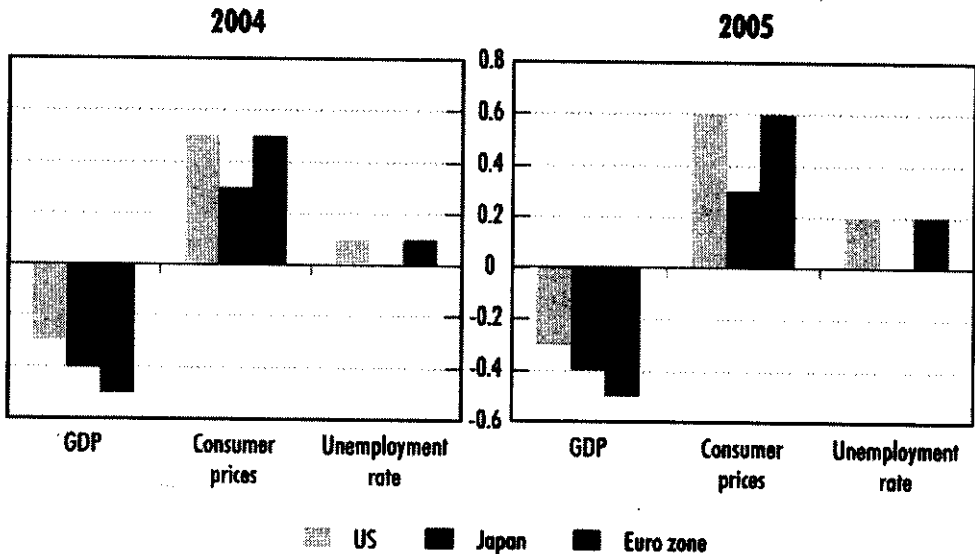 2004
2005
0.8
0.6
0.4
0.2
0
-0.2
-0.4
-0.6
GDP
Consumer
prices
Unemployment
rate
GDP
Consumer
prices
Unemployment
rate
US
Japan
Euro zone